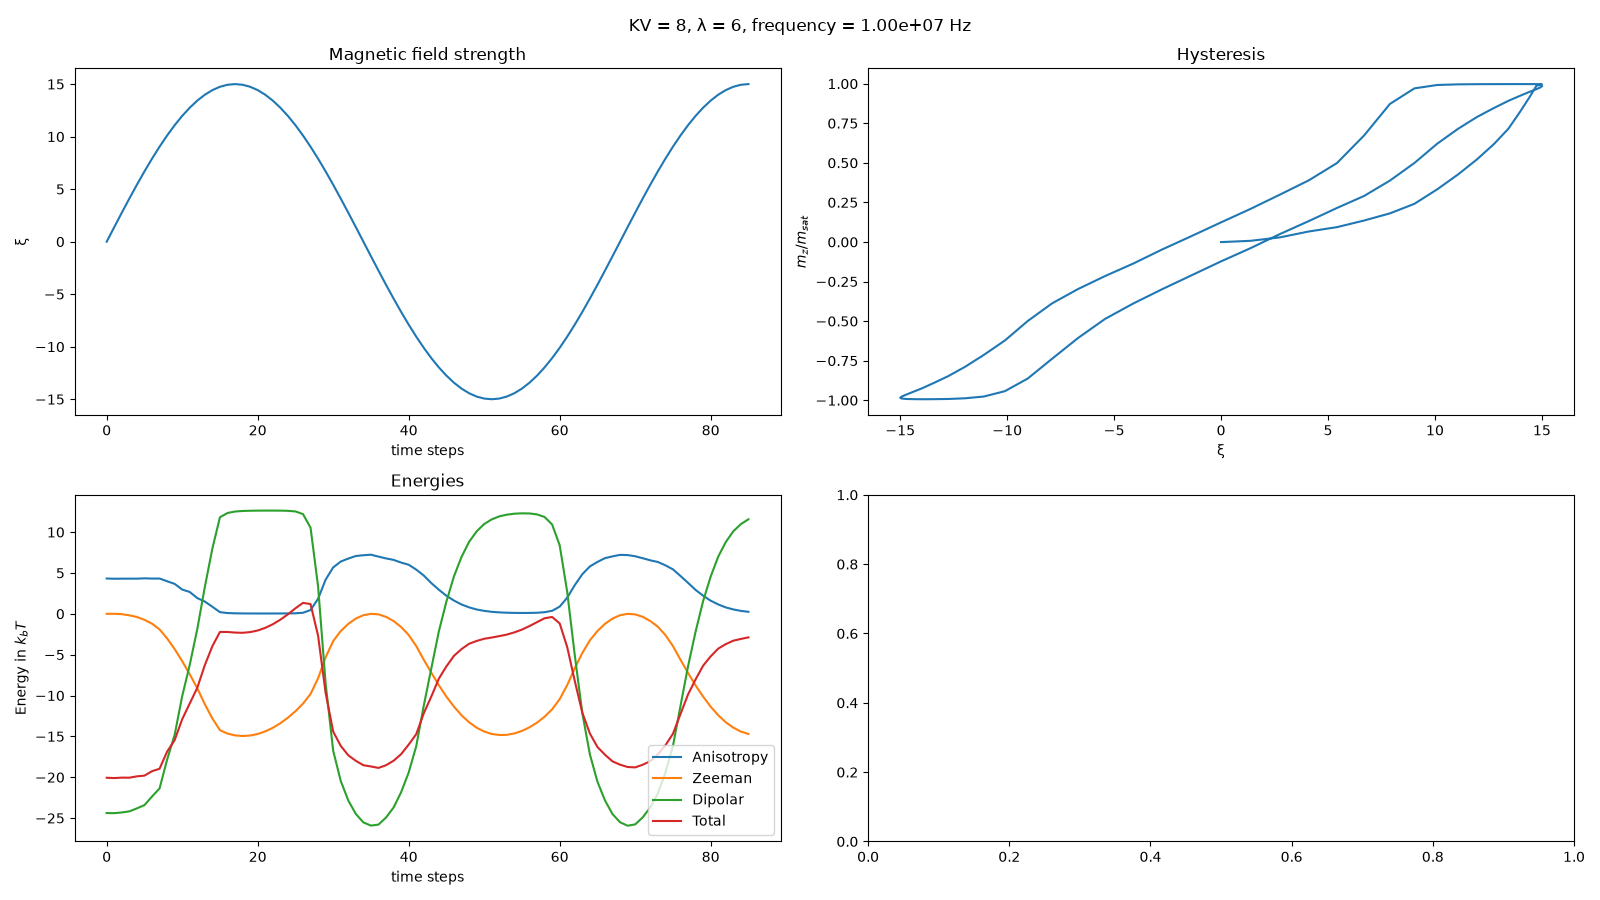 KV = 8, λ = 6, frequency = 1.00e+07 Hz
Magnetic field strength
15
10
5
0
−5
−10
−15
ξ
0 20 40 60 80
time steps
Hysteresis
1.00
0.75
0.50
0.25
0.00
−0.25
−0.50
−0.75
−1.00
m_z/m_sat
−15 −10 −5 0 5 10 15
ξ
Energies
10
5
0
−5
−10
−15
−20
−25
Energy in k_bT
Anisotropy
Zeeman
Dipolar
Total
0 20 40 60 80
time steps
1.0
0.8
0.6
0.4
0.2
0.0
0.0 0.2 0.4 0.6 0.8 1.0